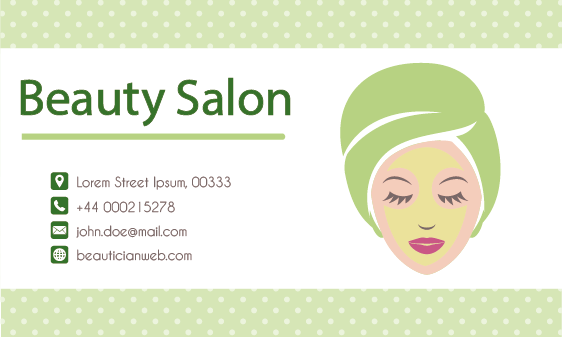 Beauty Salon
Lorem Street Ipsum, 00333
+44 000215278
john.doe@mail.com
beauticianweb.com